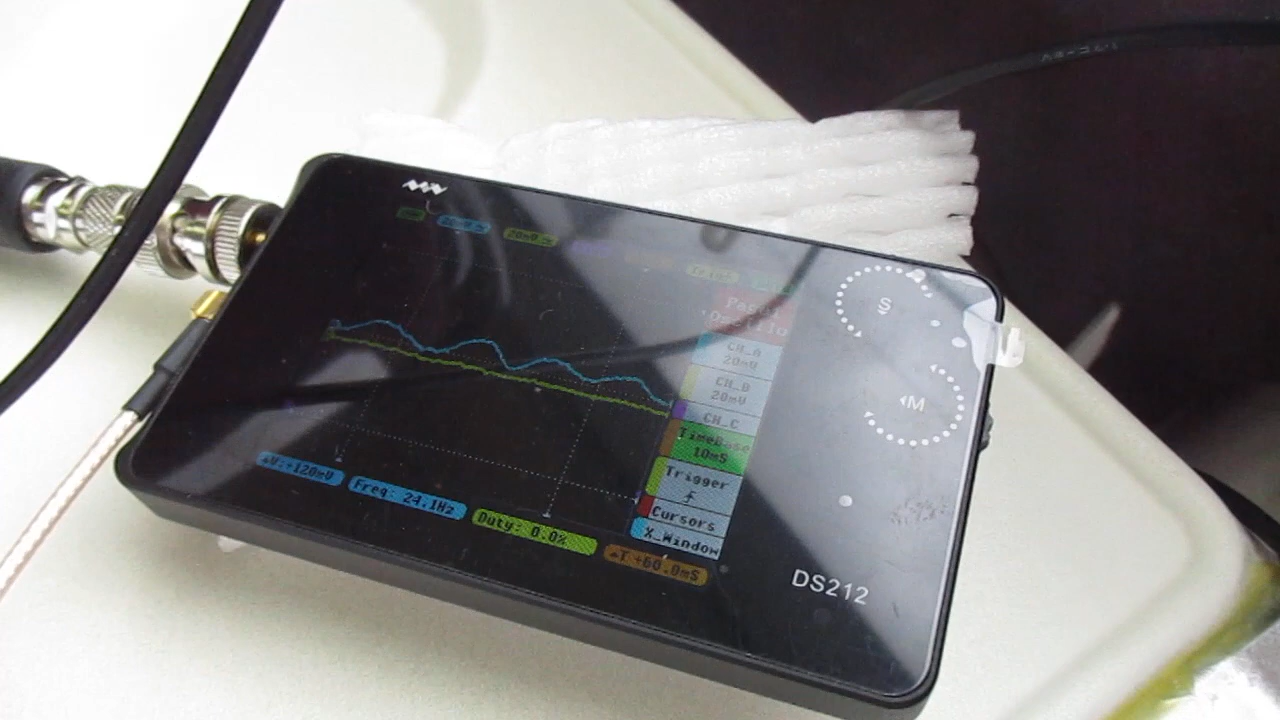 20mV
Pause
CH_A
20mV
CH_B
20mV
CH_C
TimeBase
10mS
Trigger
Cursors
X_Window
△V:+120mV
Freq: 24.1Hz
Duty: 0.0%
△T +60.0mS
S
M
DS212